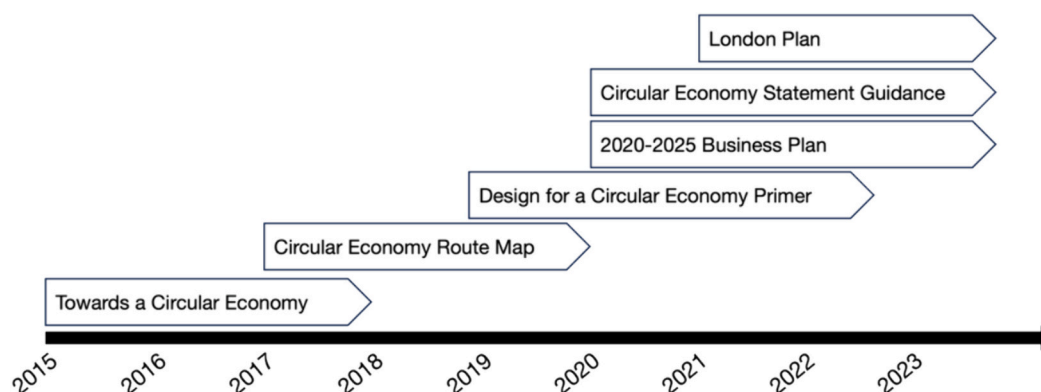 London Plan
Circular Economy Statement Guidance
2020-2025 Business Plan
Design for a Circular Economy Primer
Circular Economy Route Map
Towards a Circular Economy
2015 2016 2017 2018 2019 2020 2021 2022 2023